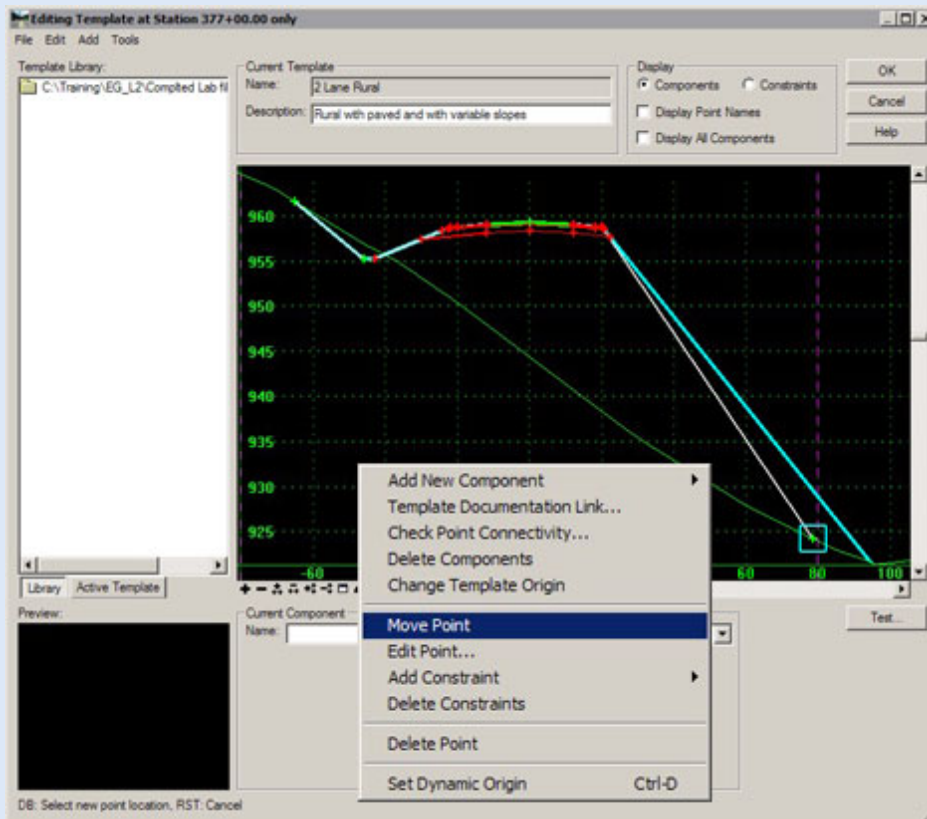 Editing Template at Station 377+00.00 only
File Edit Add Tools
Template Library:
C:\Training\EG_L2\Complted Lab fil
Current Template
Name: 2 Lane Rural
Description: Rural with paved and with variable slopes
Display
Components Constraints
Display Point Names
Display All Components
OK
Cancel
Help
960
955
950
945
940
935
930
925
-60 60 80 100
Add New Component
Template Documentation Link...
Check Point Connectivity...
Delete Components
Change Template Origin
Move Point
Edit Point...
Add Constraint
Delete Constraints
Delete Point
Set Dynamic Origin Ctrl-D
Library Active Template
Preview:
Current Component
Name:
Test...
DB: Select new point location, RST: Cancel